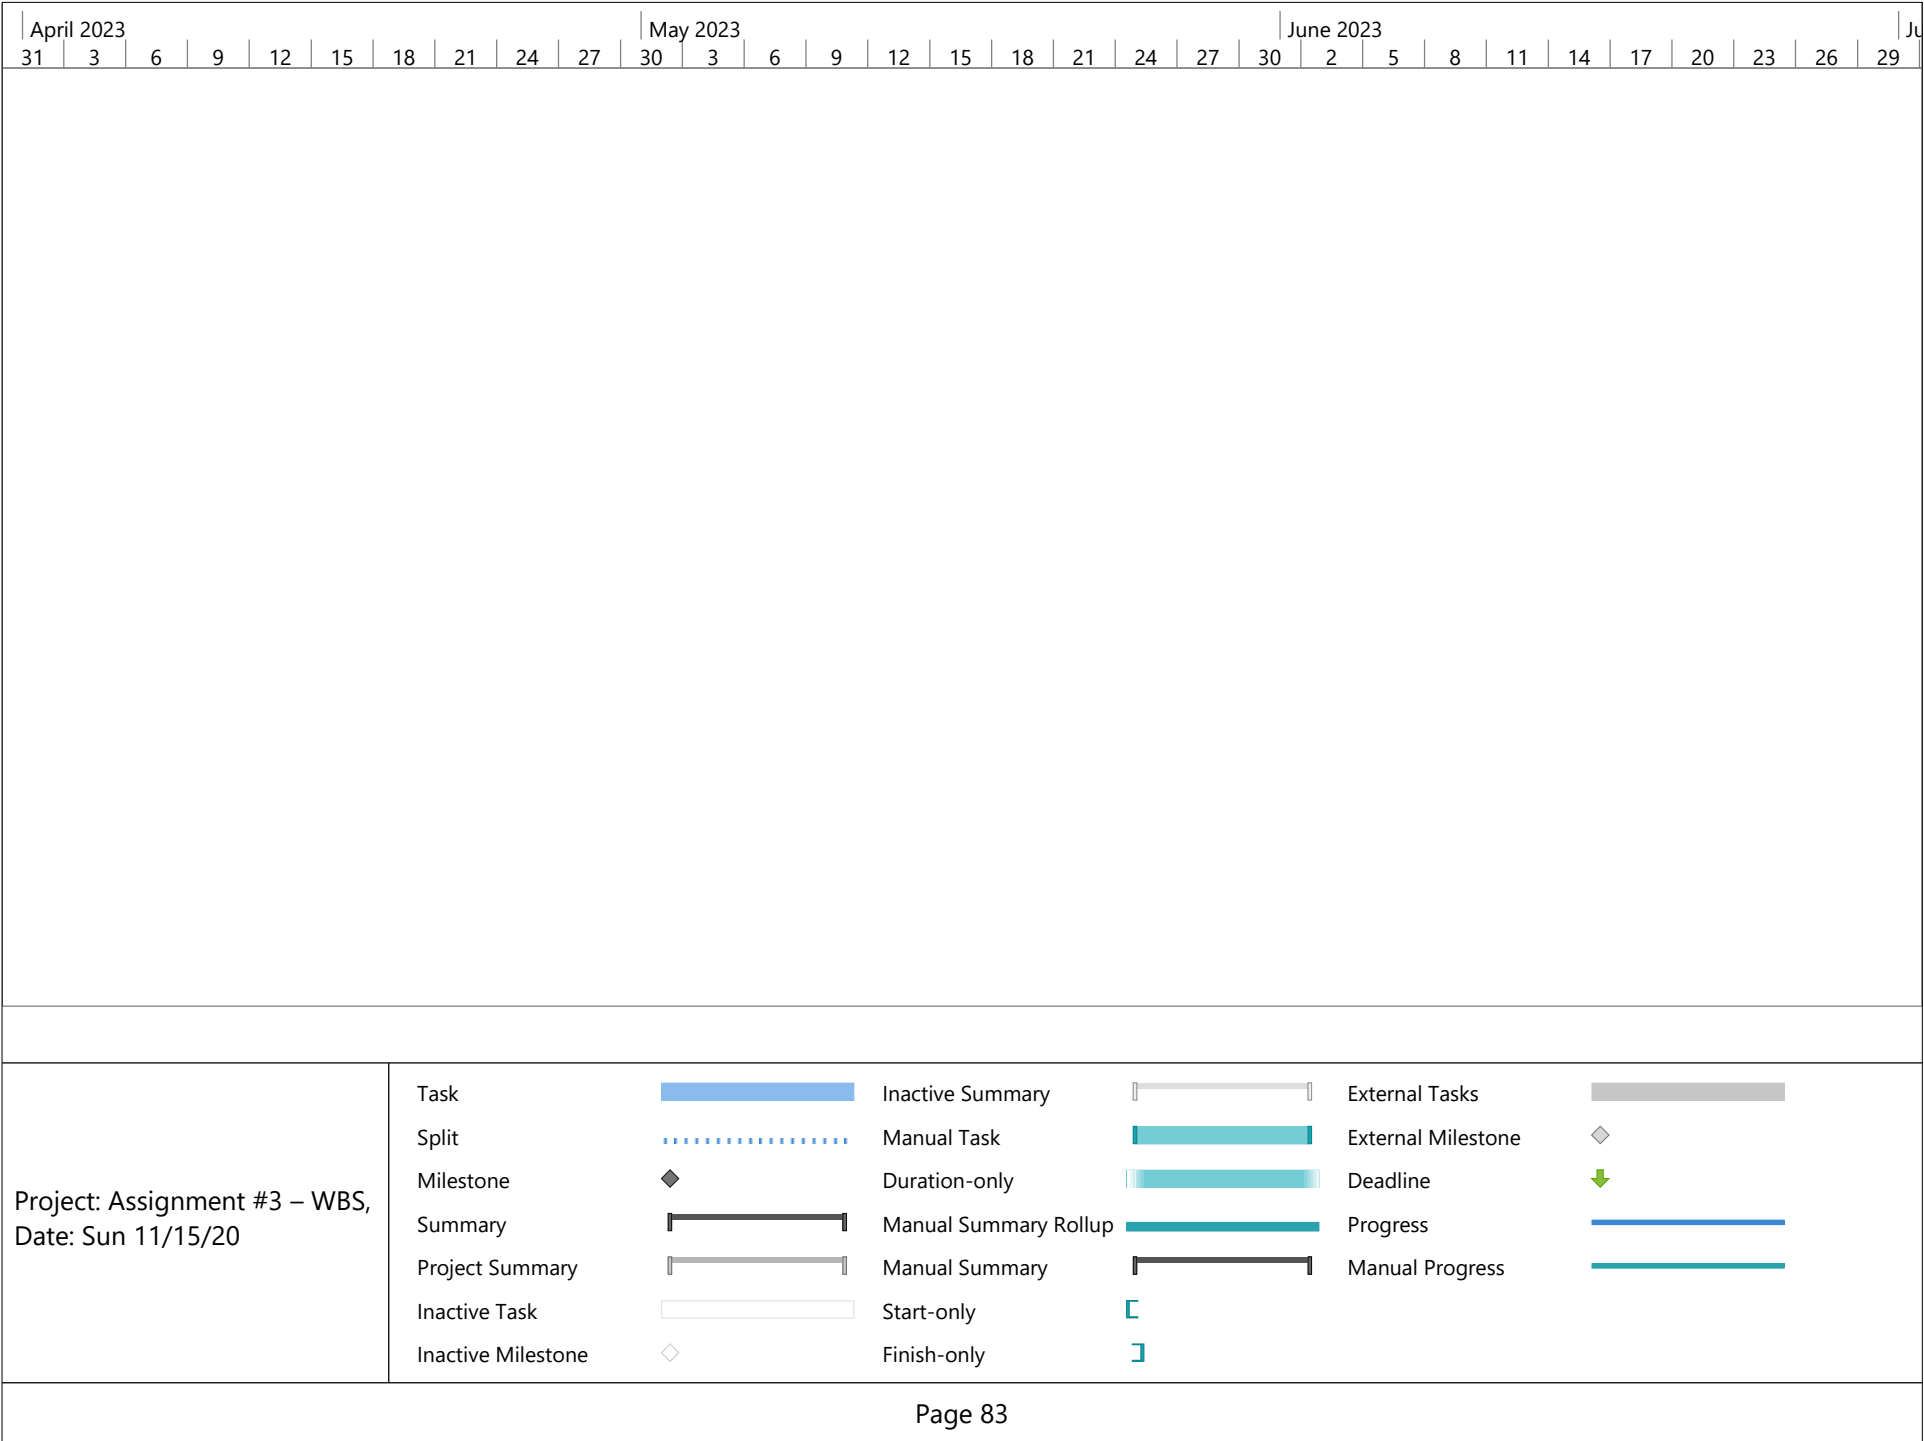 April 2023 May 2023 June 2023 Ju
31 3 6 9 12 15 18 21 24 27 30 3 6 9 12 15 18 21 24 27 30 2 5 8 11 14 17 20 23 26 29
Project: Assignment #3 – WBS,
Date: Sun 11/15/20
Task
Split
Milestone
Summary
Project Summary
Inactive Task
Inactive Milestone
Inactive Summary
Manual Task
Duration-only
Manual Summary Rollup
Manual Summary
Start-only
Finish-only
External Tasks
External Milestone
Deadline
Progress
Manual Progress
Page 83